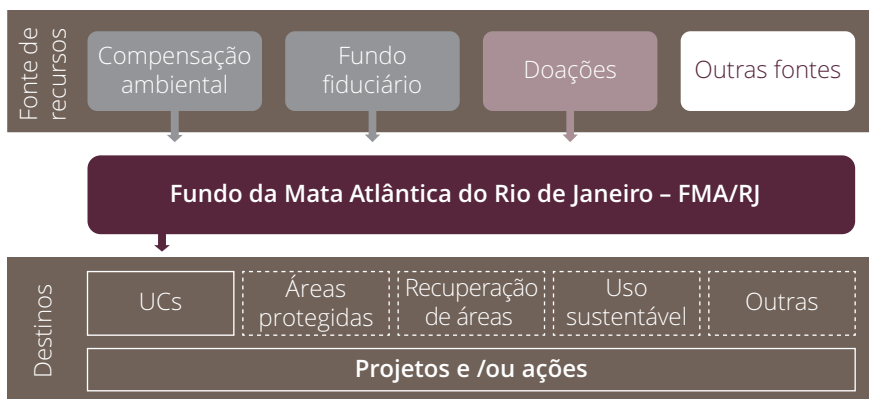 Fonte de
recursos
Compensação
ambiental
Fundo
fiduciário
Doações
Outras fontes
Fundo da Mata Atlântica do Rio de Janeiro – FMA/RJ
Destinos
UCs
Áreas
protegidas
Recuperação
de áreas
Uso
sustentável
Outras
Projetos e /ou ações